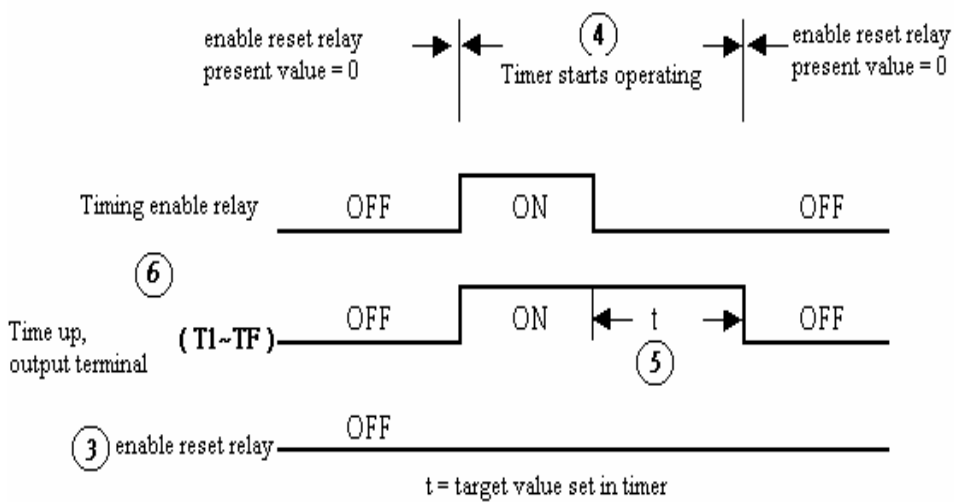 enable reset relay
present value = 0
4
Timer starts operating
enable reset relay
present value = 0
Timing enable relay
OFF
ON
OFF
6
Time up,
output terminal
( T1~TF )
OFF
ON
t
OFF
5
3 enable reset relay
OFF
t = target value set in timer